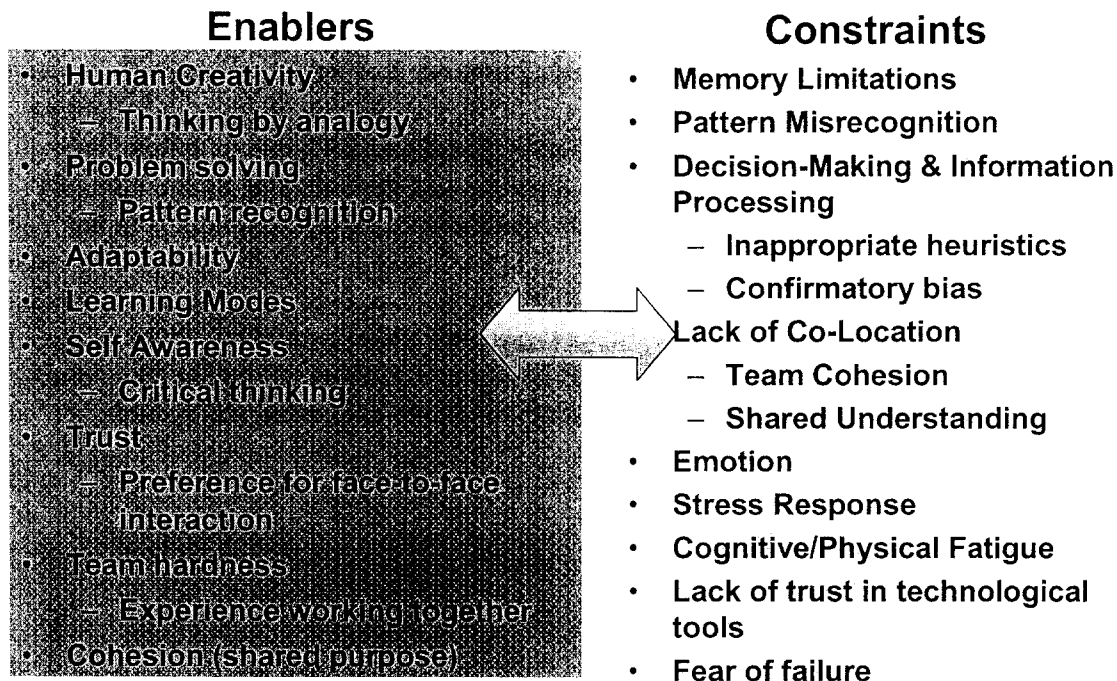 Enablers
• Human Creativity
– Thinking by analogy
• Problem solving
– Pattern recognition
• Adaptability
• Learning Modes
• Self Awareness
– Critical thinking
• Trust
– Preference for face-to-face
interaction
• Team hardness
– Experience working together
• Cohesion (shared purpose)
Constraints
• Memory Limitations
• Pattern Misrecognition
• Decision-Making & Information
Processing
– Inappropriate heuristics
– Confirmatory bias
Lack of Co-Location
– Team Cohesion
– Shared Understanding
• Emotion
• Stress Response
• Cognitive/Physical Fatigue
• Lack of trust in technological
tools
• Fear of failure